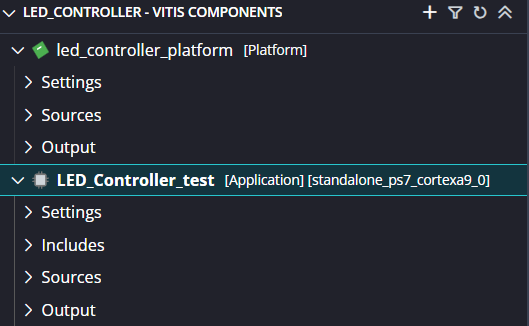 LED_CONTROLLER - VITIS COMPONENTS
led_controller_platform [Platform]
Settings
Sources
Output
LED_Controller_test [Application] [standalone_ps7_cortexa9_0]
Settings
Includes
Sources
Output